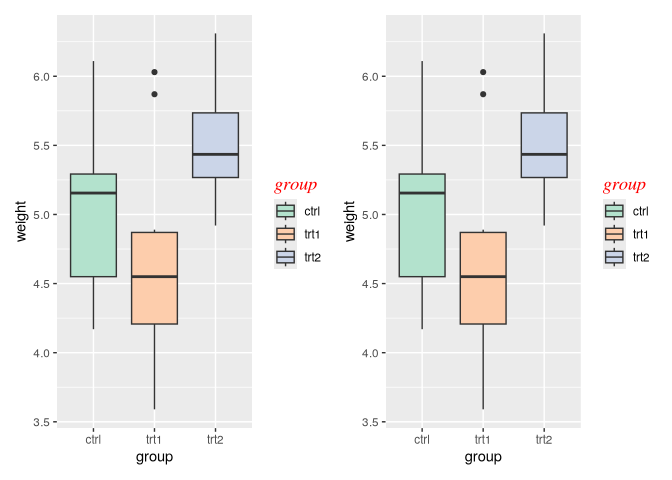 weight
6.0
5.5
5.0
4.5
4.0
3.5
ctrl trt1 trt2
group
group
ctrl
trt1
trt2
weight
6.0
5.5
5.0
4.5
4.0
3.5
ctrl trt1 trt2
group
group
ctrl
trt1
trt2